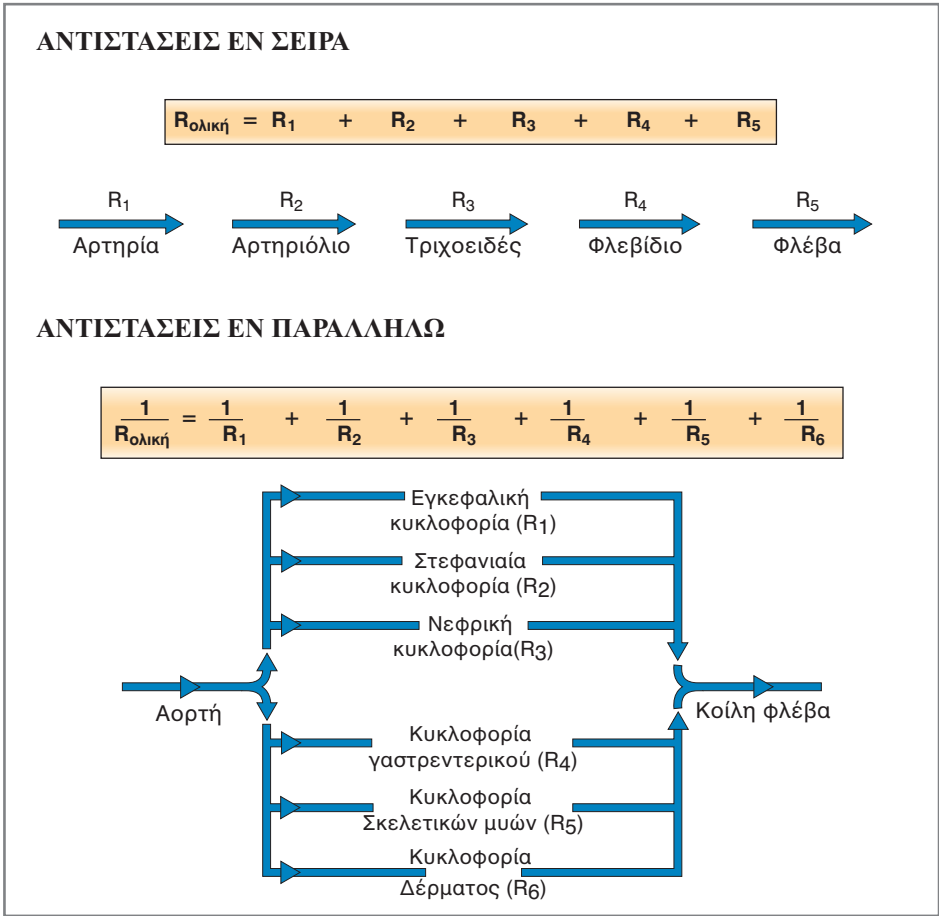 ΑΝΤΙΣΤΑΣΕΙΣ ΕΝ ΣΕΙΡΑ
Rολική = R1 + R2 + R3 + R4 + R5
R1 R2 R3 R4 R5
Αρτηρία Αρτηριόλιο Τριχοειδές Φλεβίδιο Φλέβα
ΑΝΤΙΣΤΑΣΕΙΣ ΕΝ ΠΑΡΑΛΛΗΛΩ
1/Rολική = 1/R1 + 1/R2 + 1/R3 + 1/R4 + 1/R5 + 1/R6
Εγκεφαλική
κυκλοφορία (R1)
Στεφανιαία
κυκλοφορία (R2)
Νεφρική
κυκλοφορία(R3)
Αορτή
Κοίλη φλέβα
Κυκλοφορία
γαστρεντερικού (R4)
Κυκλοφορία
Σκελετικών μυών (R5)
Κυκλοφορία
Δέρματος (R6)